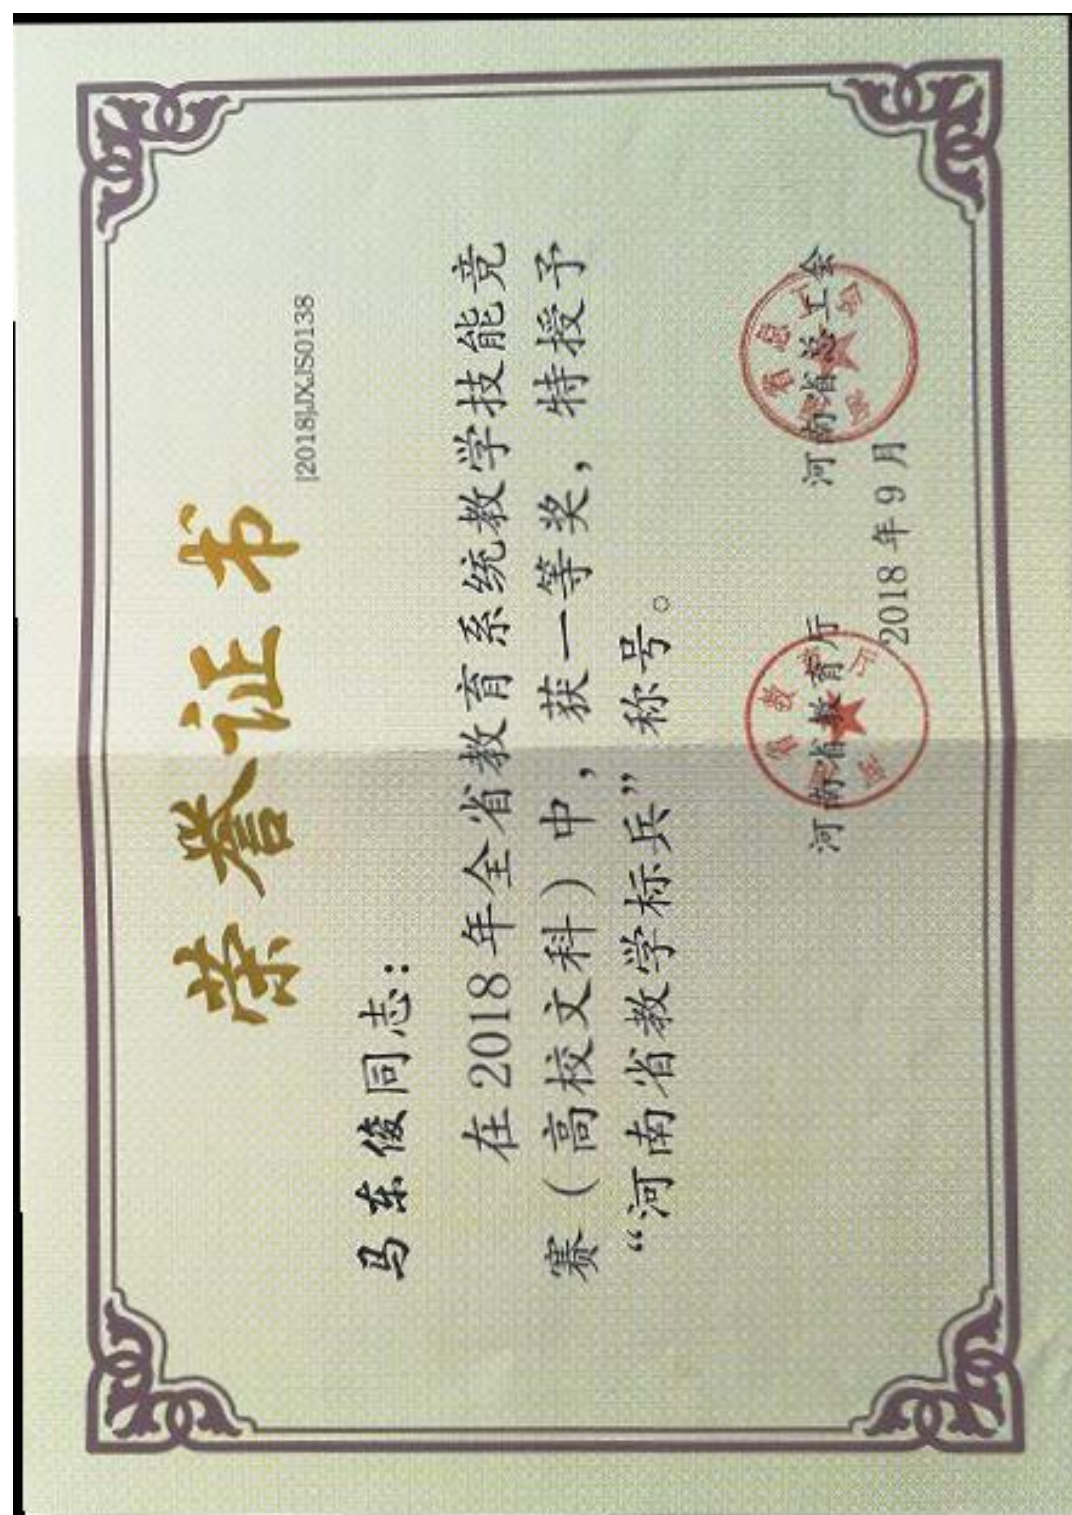 荣誉证书
[2018]JXJS0138
马东俊同志：
在2018年全省教育系统教学技能竞
赛（高校文科）中，获一等奖，特授予
“河南省教学标兵”称号。
河南省教育厅 河南省总工会
2018年9月